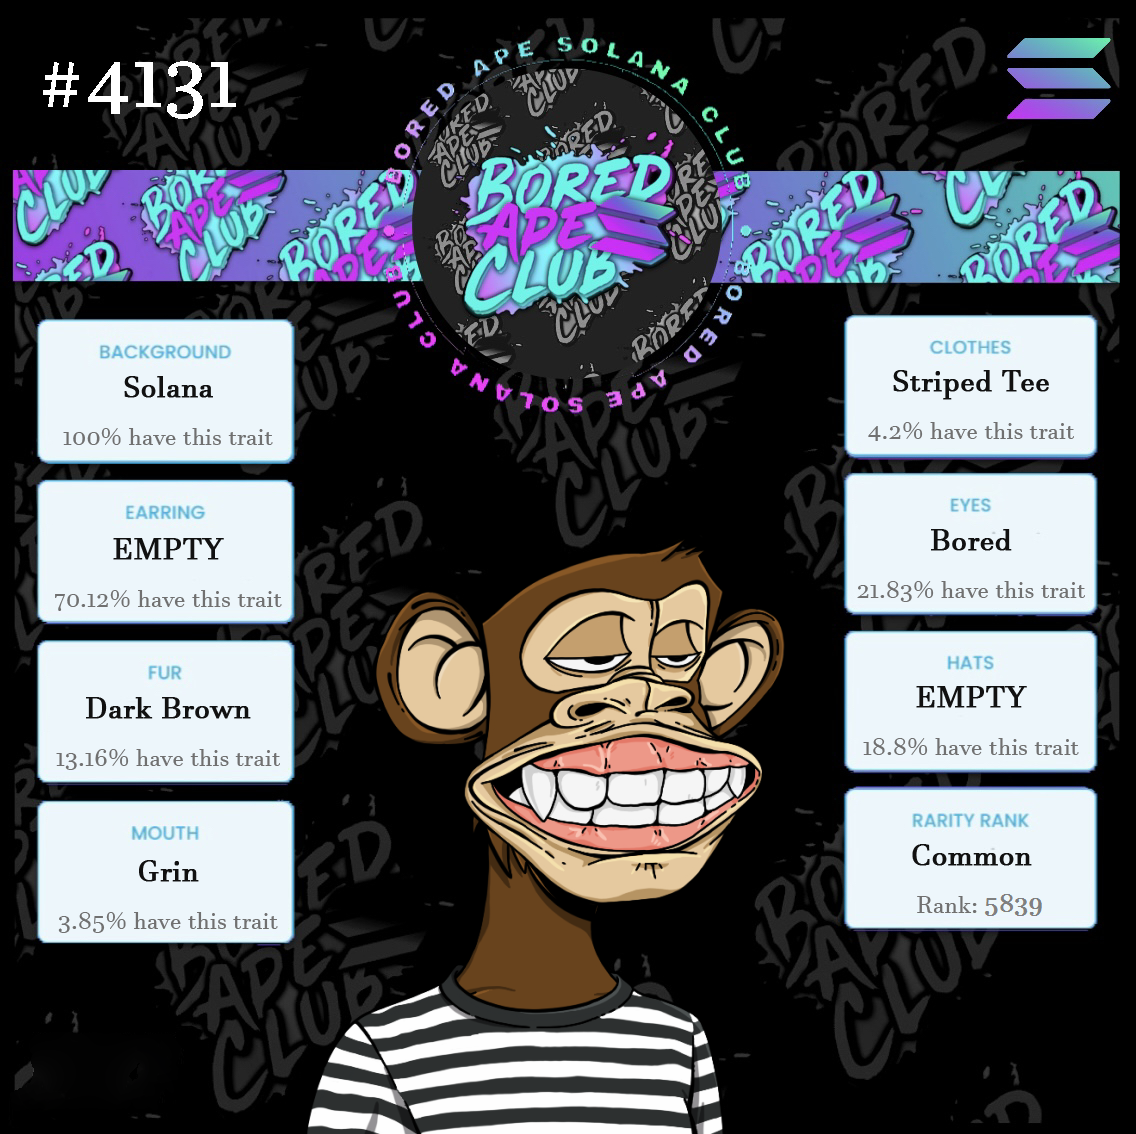 #4131
BORED APE SOLANA CLUB
BORED
APE
CLUB
BORED APE SOLANA CLUB
BACKGROUND
Solana
100% have this trait
EARRING
EMPTY
70.12% have this trait
FUR
Dark Brown
13.16% have this trait
MOUTH
Grin
3.85% have this trait
CLOTHES
Striped Tee
4.2% have this trait
EYES
Bored
21.83% have this trait
HATS
EMPTY
18.8% have this trait
RARITY RANK
Common
Rank: 5839